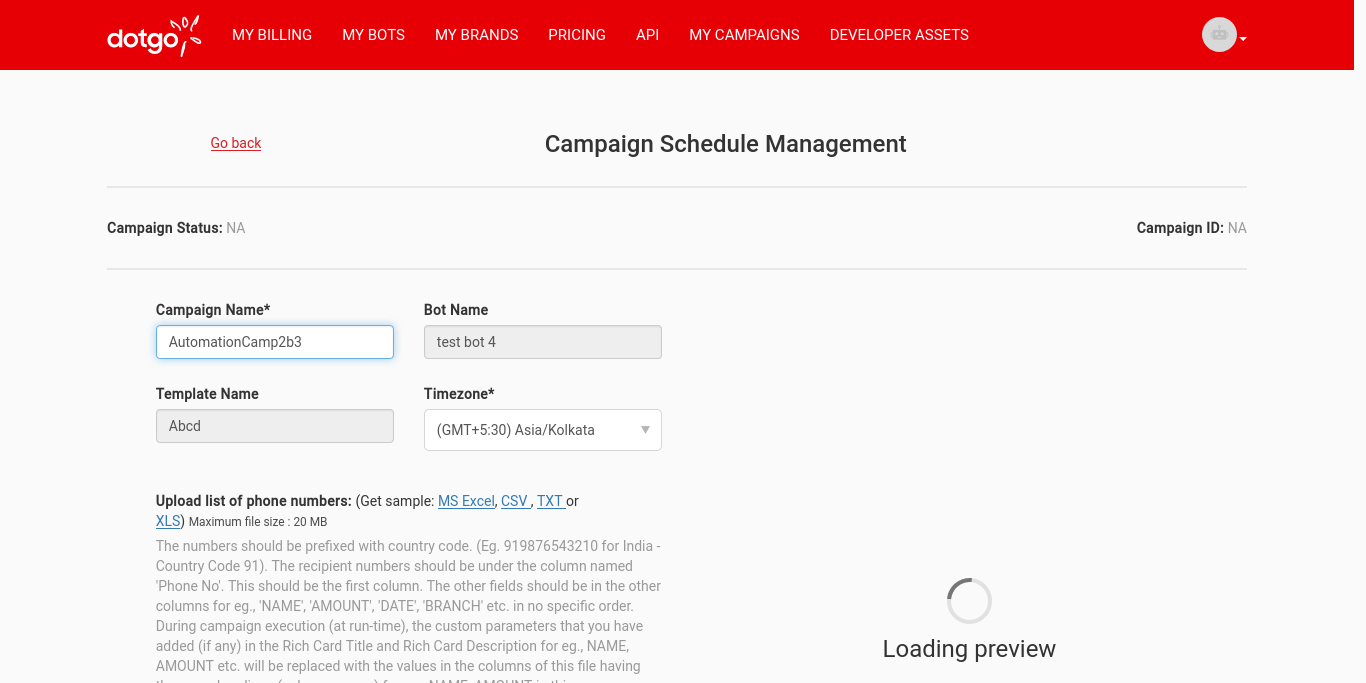 dotgo MY BILLING MY BOTS MY BRANDS PRICING API MY CAMPAIGNS DEVELOPER ASSETS
Go back Campaign Schedule Management
Campaign Status: NA Campaign ID: NA
Campaign Name* Bot Name
AutomationCamp2b3 test bot 4
Template Name Timezone*
Abcd (GMT+5:30) Asia/Kolkata
Upload list of phone numbers: (Get sample: MS Excel, CSV , TXT or
XLS) Maximum file size : 20 MB
The numbers should be prefixed with country code. (Eg. 919876543210 for India -
Country Code 91). The recipient numbers should be under the column named
'Phone No'. This should be the first column. The other fields should be in the other
columns for eg., 'NAME', 'AMOUNT', 'DATE', 'BRANCH' etc. in no specific order.
During campaign execution (at run-time), the custom parameters that you have
added (if any) in the Rich Card Title and Rich Card Description for eg., NAME,
AMOUNT etc. will be replaced with the values in the columns of this file having
Loading preview